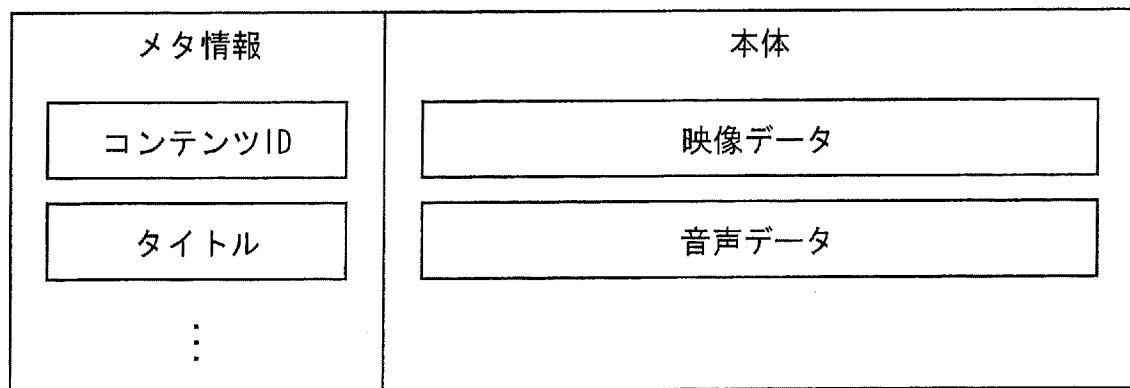 メタ情報
コンテンツID
タイトル
⋮
本体
映像データ
音声データ